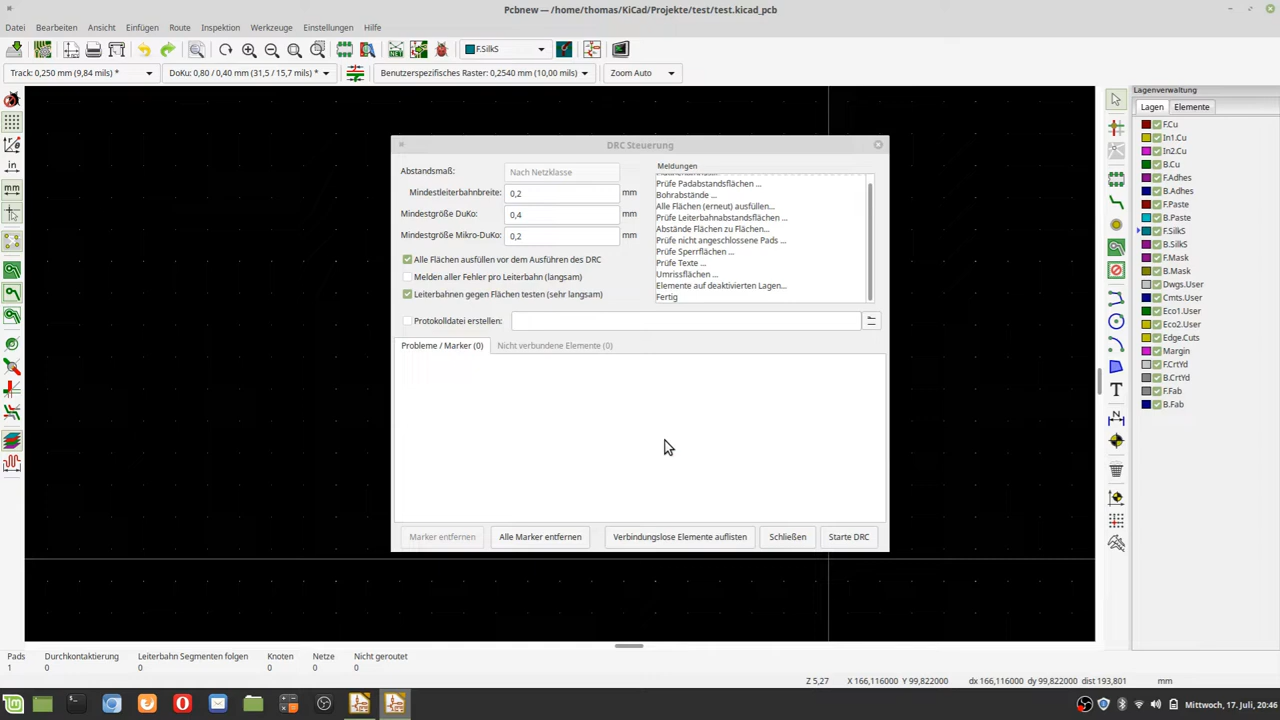 Pcbnew — /home/thomas/KiCad/Projekte/test/test.kicad_pcb
Datei Bearbeiten Ansicht Einfügen Route Inspektion Werkzeuge Einstellungen Hilfe
F.SilkS
Track: 0,250 mm (9,84 mils) * DoKu: 0,80 / 0,40 mm (31,5 / 15,7 mils) * Benutzerspezifisches Raster: 0,2540 mm (10,00 mils) Zoom Auto
Lagenverwaltung
Lagen Elemente
F.Cu
In1.Cu
In2.Cu
B.Cu
F.Adhes
B.Adhes
F.Paste
B.Paste
F.SilkS
B.SilkS
F.Mask
B.Mask
Dwgs.User
Cmts.User
Eco1.User
Eco2.User
Edge.Cuts
Margin
F.CrtYd
B.CrtYd
F.Fab
B.Fab
in
mm
DRC Steuerung
Abstandsmaß: Nach Netzklasse
Mindestleiterbahnbreite: 0,2 mm
Mindestgröße DuKo: 0,4 mm
Mindestgröße Mikro-DuKo: 0,2 mm
Alle Flächen ausfüllen vor dem Ausführen des DRC
Melden aller Fehler pro Leiterbahn (langsam)
Leiterbahnen gegen Flächen testen (sehr langsam)
Meldungen
Prüfe Padabstandsflächen ...
Bohrabstände ...
Alle Flächen (erneut) ausfüllen...
Prüfe Leiterbahnabstandsflächen ...
Abstände Flächen zu Flächen...
Prüfe nicht angeschlossene Pads ...
Prüfe Sperrflächen ...
Prüfe Texte ...
Umrissflächen ...
Elemente auf deaktivierten Lagen...
Fertig
Protokolldatei erstellen:
Probleme / Marker (0) Nicht verbundene Elemente (0)
Marker entfernen Alle Marker entfernen Verbindungslose Elemente auflisten Schließen Starte DRC
Pads Durchkontaktierung Leiterbahn Segmenten folgen Knoten Netze Nicht geroutet
1 0 0 0 0 0
Z 5,27 X 166,116000 Y 99,822000 dx 166,116000 dy 99,822000 dist 193,801 mm
Mittwoch, 17. Juli, 20:46